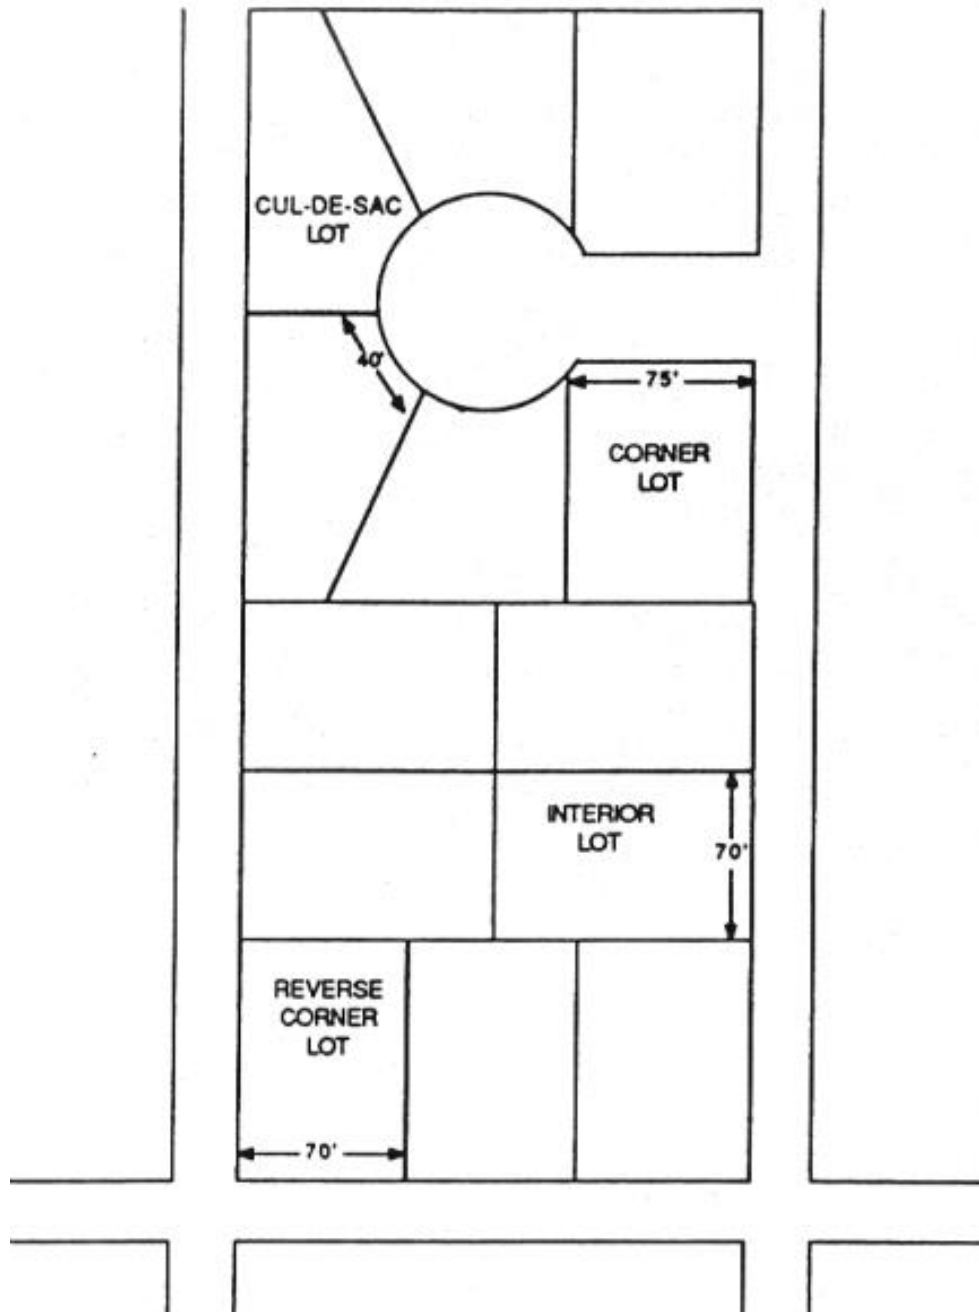 CUL-DE-SAC
LOT
40'
75'
CORNER
LOT
INTERIOR
LOT
70'
REVERSE
CORNER
LOT
70'